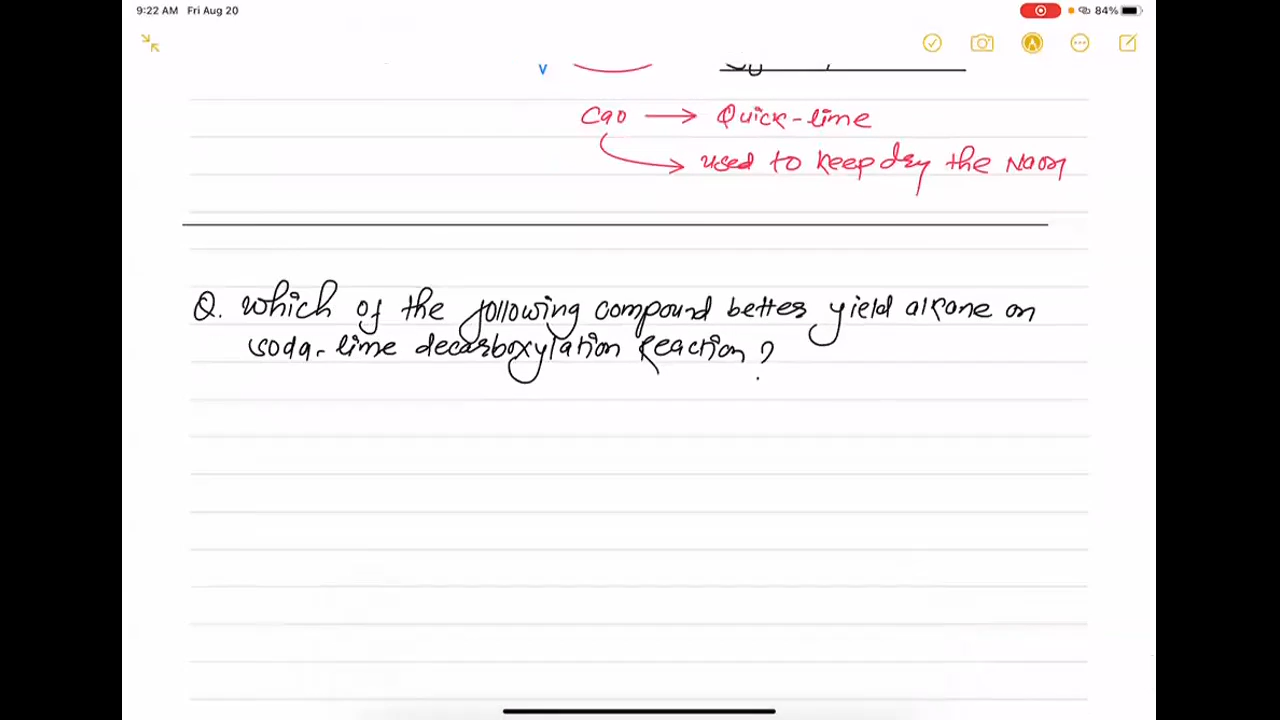 9:22 AM Fri Aug 20
84%
CaO → Quick-lime
used to keep dry the NaOH
Q. which of the following compound better yield alkane on
soda-lime decarboxylation Reaction?